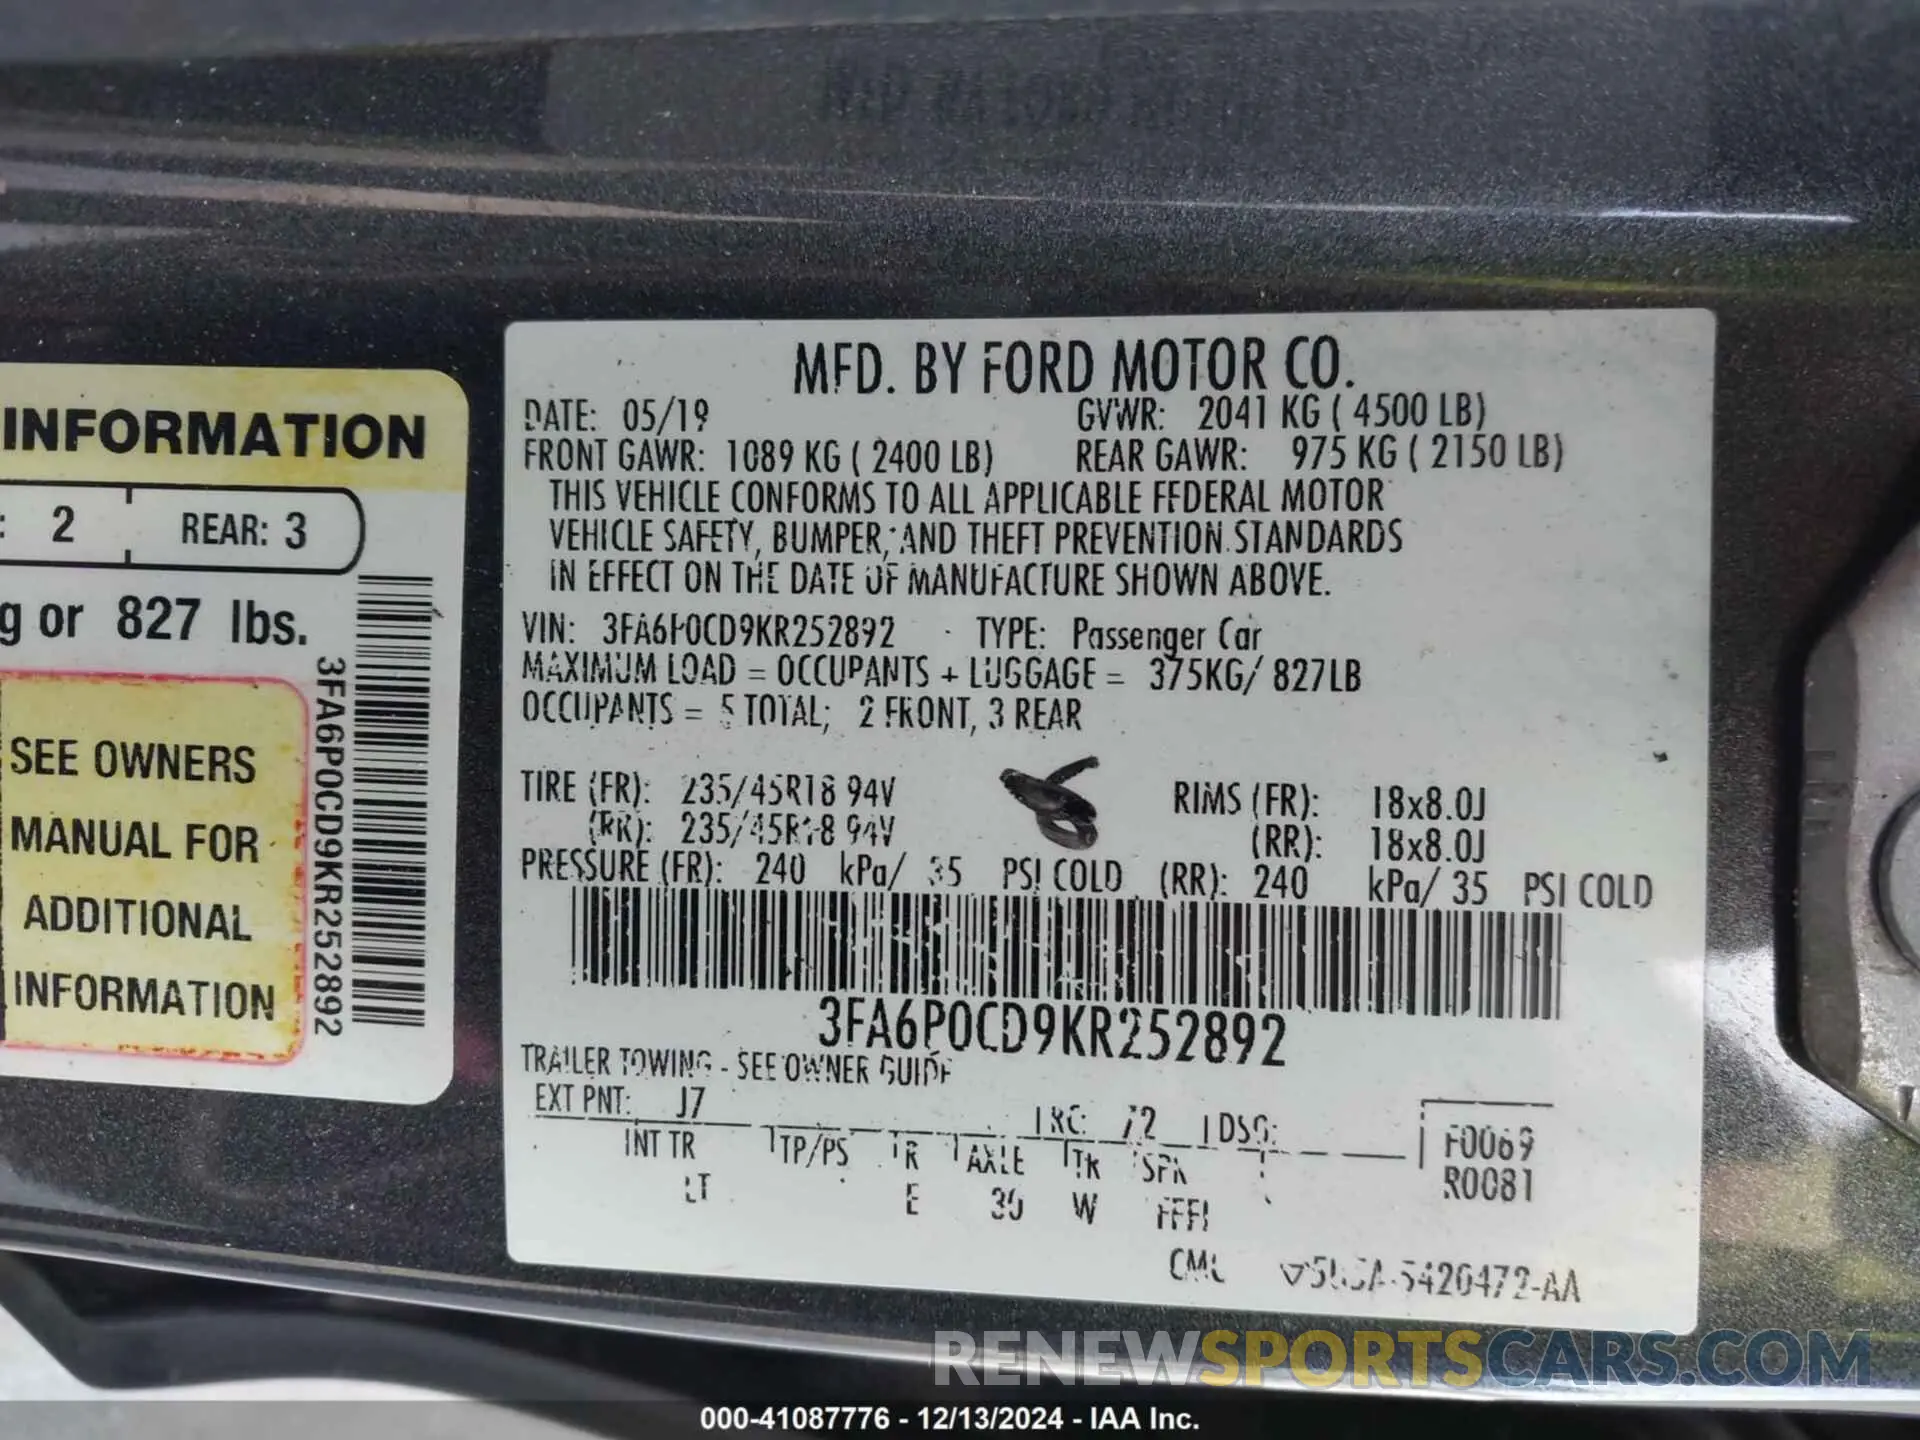 INFORMATION
: 2 REAR: 3
g or 827 lbs.
SEE OWNERS
MANUAL FOR
ADDITIONAL
INFORMATION
3FA6P0CD9KR252892
MFD. BY FORD MOTOR CO.
DATE: 05/19 GVWR: 2041 KG ( 4500 LB)
FRONT GAWR: 1089 KG ( 2400 LB) REAR GAWR: 975 KG ( 2150 LB)
THIS VEHICLE CONFORMS TO ALL APPLICABLE FEDERAL MOTOR
VEHICLE SAFETY, BUMPER, AND THEFT PREVENTION STANDARDS
IN EFFECT ON THE DATE OF MANUFACTURE SHOWN ABOVE.
VIN: 3FA6P0CD9KR252892 TYPE: Passenger Car
MAXIMUM LOAD = OCCUPANTS + LUGGAGE = 375KG/ 827LB
OCCUPANTS = 5 TOTAL; 2 FRONT, 3 REAR
TIRE (FR): 235/45R18 94V RIMS (FR): 18x8.0J
(RR): 235/45R18 94V (RR): 18x8.0J
PRESSURE (FR): 240 kPa/ 35 PSI COLD (RR): 240 kPa/ 35 PSI COLD
3FA6P0CD9KR252892
TRAILER TOWING - SEE OWNER GUIDE
EXT PNT: J7 RC: 72 DSO:
INT TR TP/PS R AXLE TR SPR
LT E W
F0069
R0081
RENEWSPORTSCARS.COM
000-41087776 - 12/13/2024 - IAA Inc.